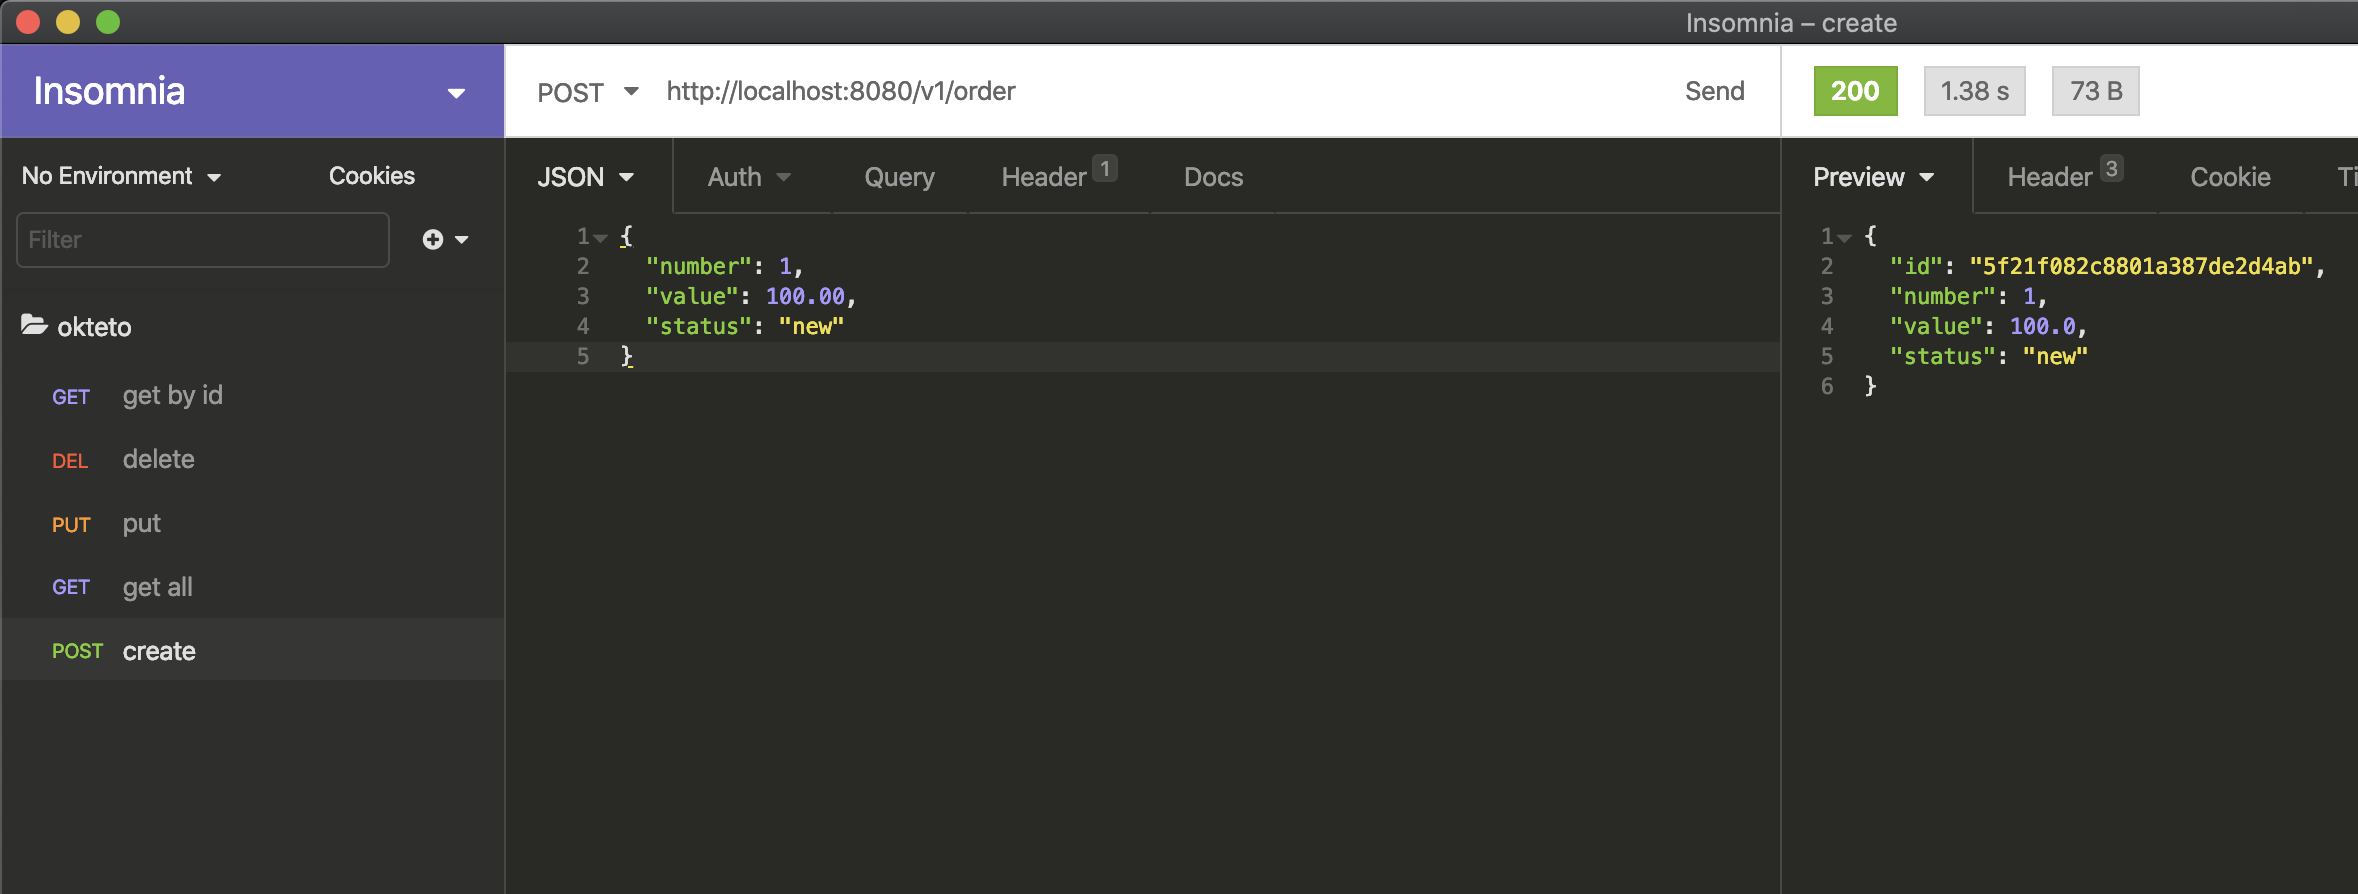 Insomnia – create
Insomnia
POST http://localhost:8080/v1/order Send
200 1.38 s 73 B
No Environment Cookies
Filter
okteto
GET get by id
DEL delete
PUT put
GET get all
POST create
JSON Auth Query Header 1 Docs
1 {
2 "number": 1,
3 "value": 100.00,
4 "status": "new"
5 }
Preview Header 3 Cookie Ti
1 {
2 "id": "5f21f082c8801a387de2d4ab",
3 "number": 1,
4 "value": 100.0,
5 "status": "new"
6 }